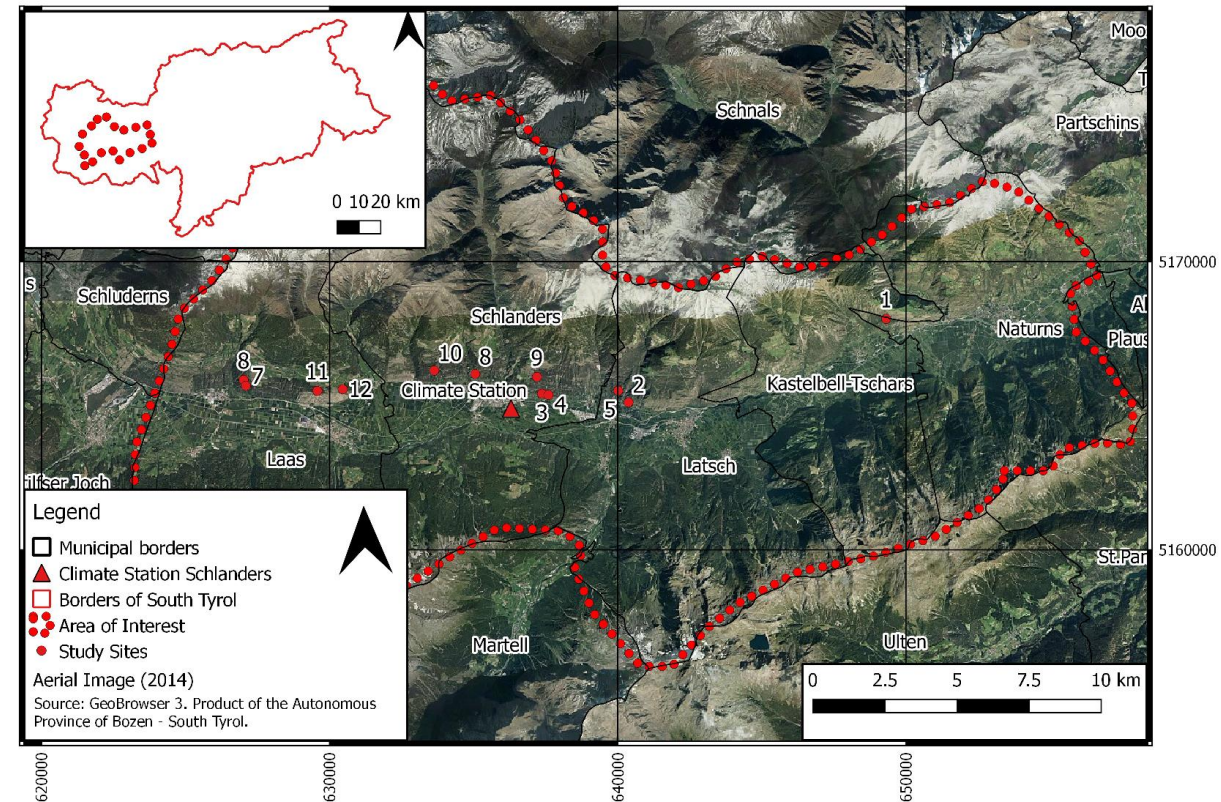 0 10 20 km
Moo
T
Schnals
Partschins
5170000
s
Schluderns
1
Al
Schlanders
Naturns
Plaus
10
8
9
8
7
11
12
Climate Station
2
Kastelbell-Tschars
3
4
5
Laas
Latsch
ilfser Joch
Legend
Municipal borders
Climate Station Schlanders
Borders of South Tyrol
Area of Interest
Study Sites
Aerial Image (2014)
Source: GeoBrowser 3. Product of the Autonomous
Province of Bozen - South Tyrol.
5160000
St.Par
Martell
Ulten
0 2.5 5 7.5 10 km
620000
630000
640000
650000